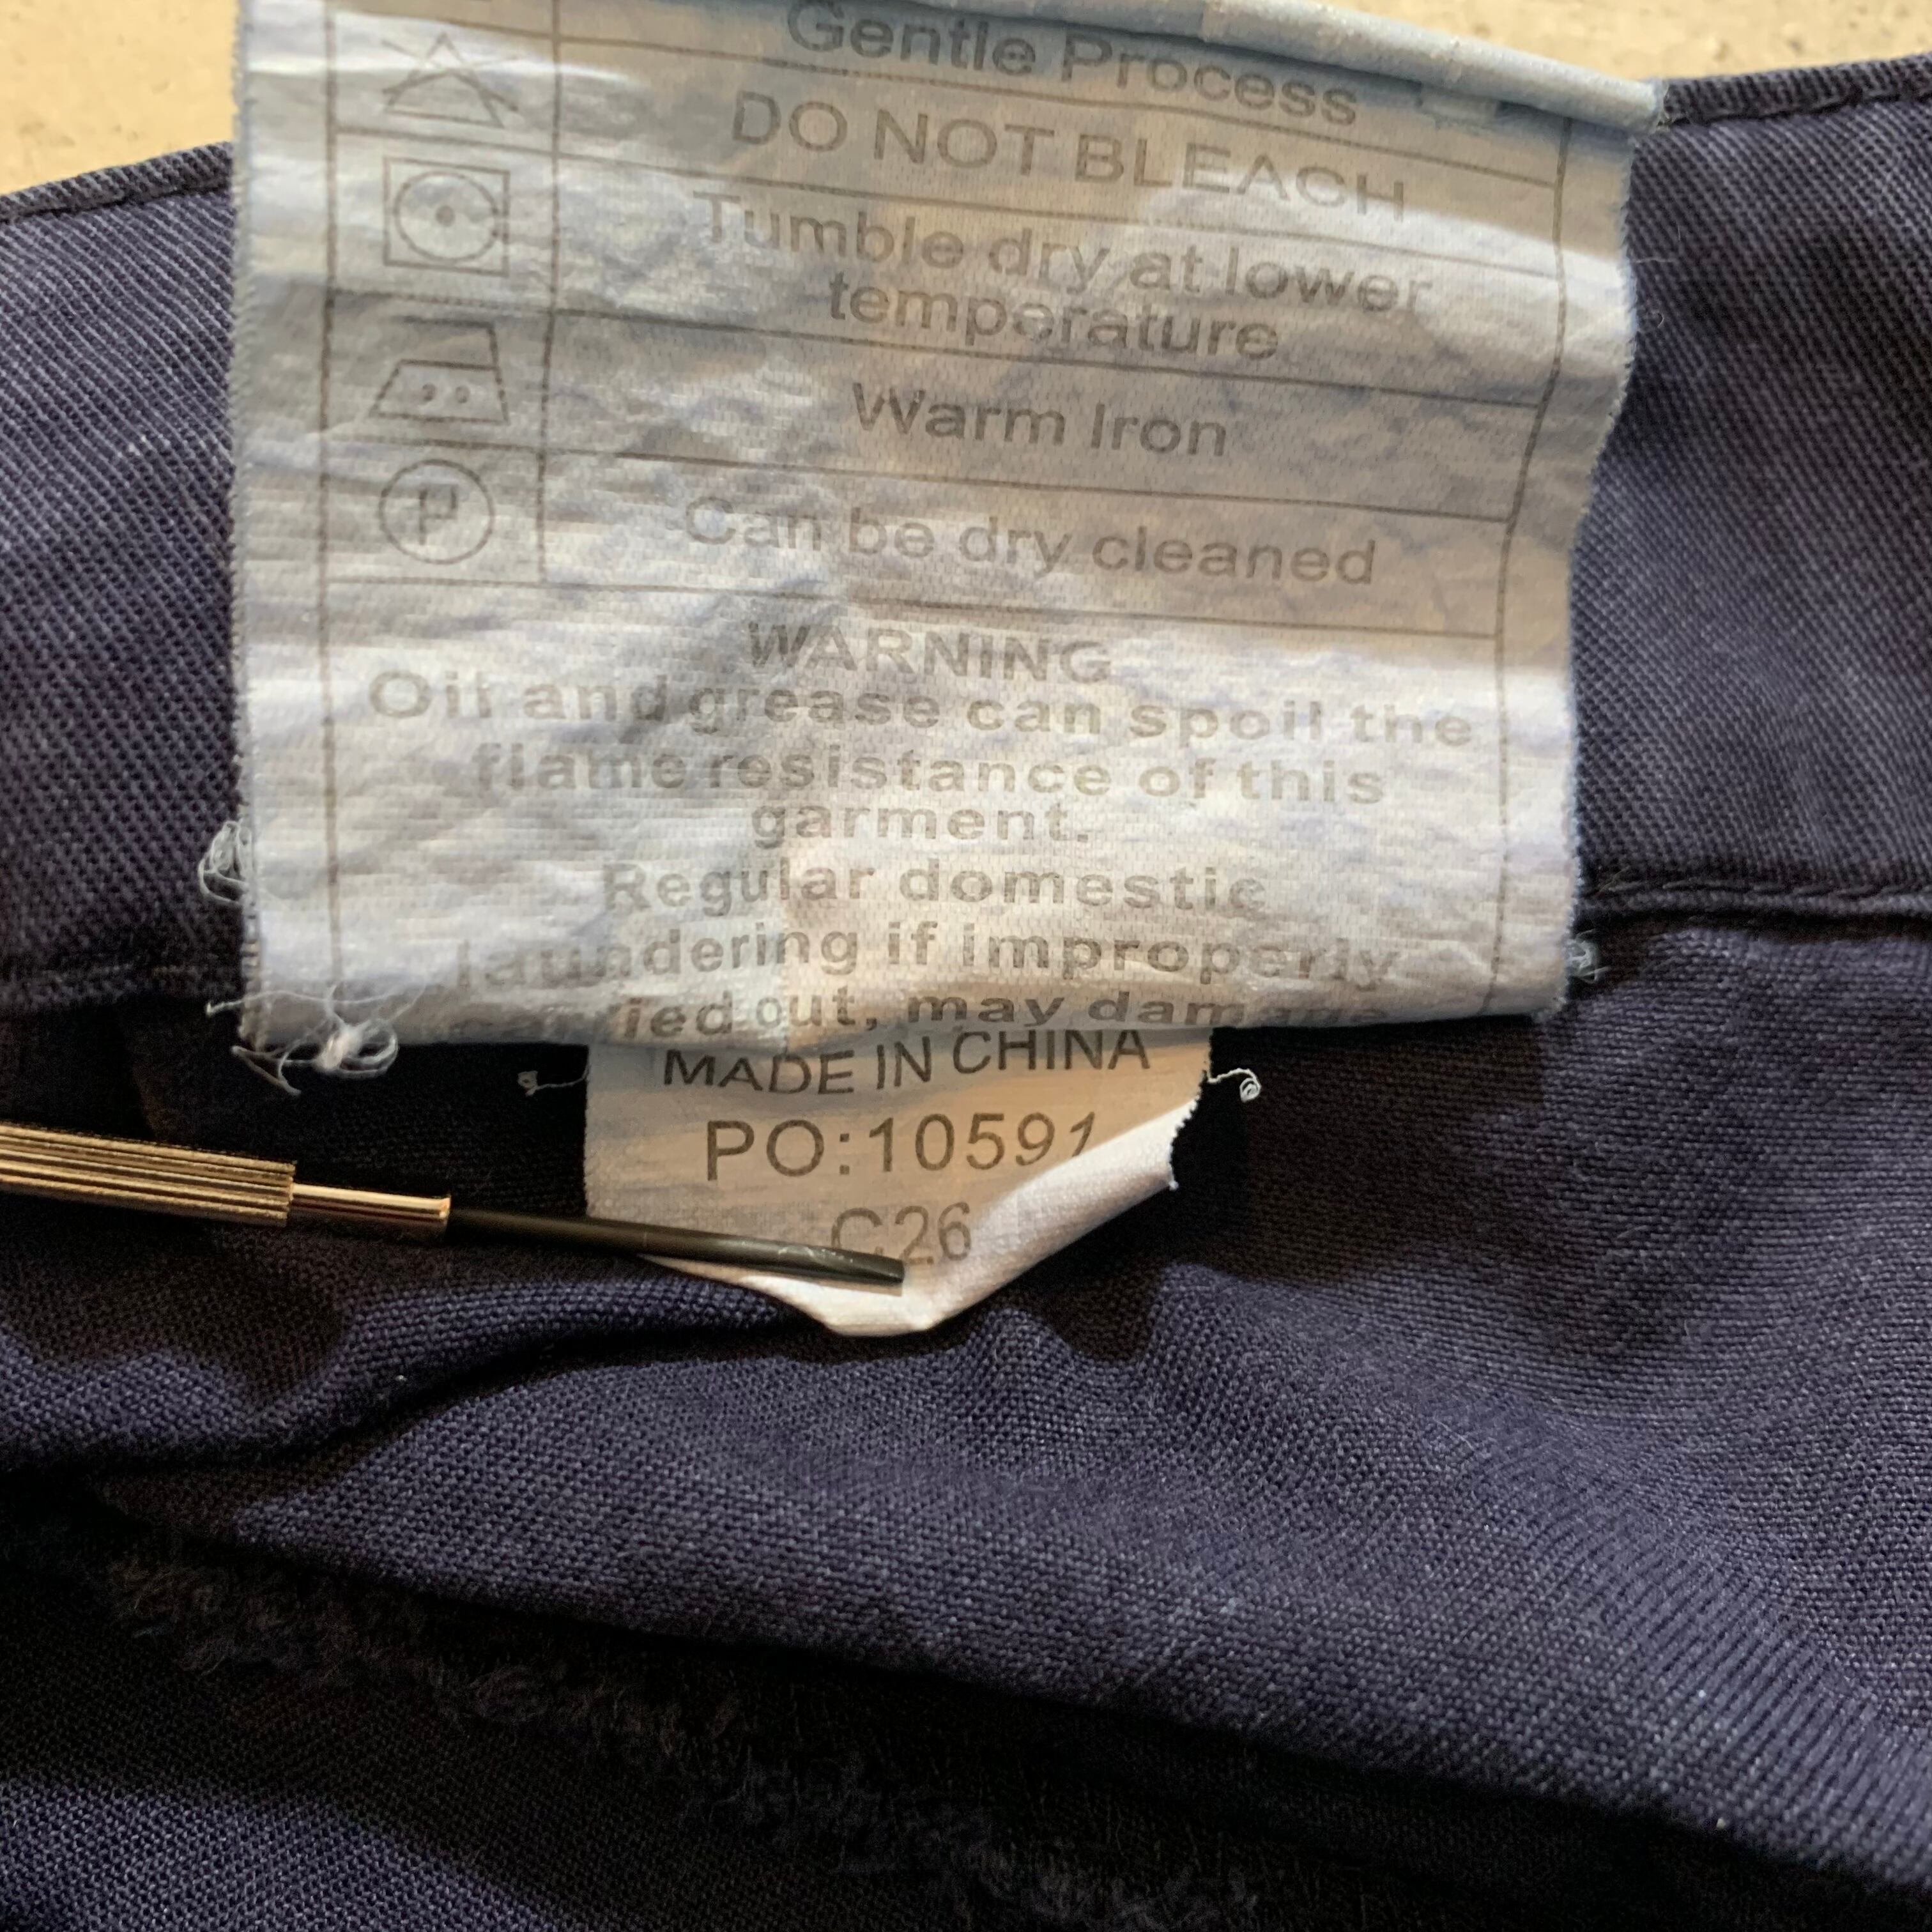 Gentle Process
DO NOT BLEACH
Tumble dry at lower
temperature
Warm Iron
P
Can be dry cleaned
WARNING
Oil and grease can spoil the
flame resistance of this
garment.
Regular domestic
laundering if improperly
carried out, may damage
MADE IN CHINA
PO:10591
C26